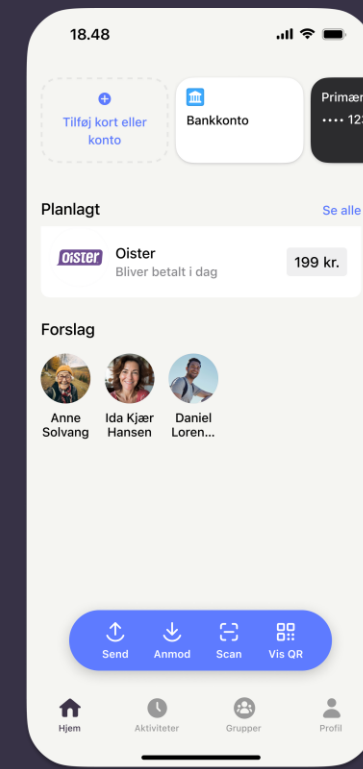 18.48
Tilføj kort eller
konto
Bankkonto
Primær
•••• 123
Planlagt
Se alle
OiSTER
Oister
Bliver betalt i dag
199 kr.
Forslag
Anne
Solvang
Ida Kjær
Hansen
Daniel
Loren...
Send
Anmod
Scan
Vis QR
Hjem
Aktiviteter
Grupper
Profil